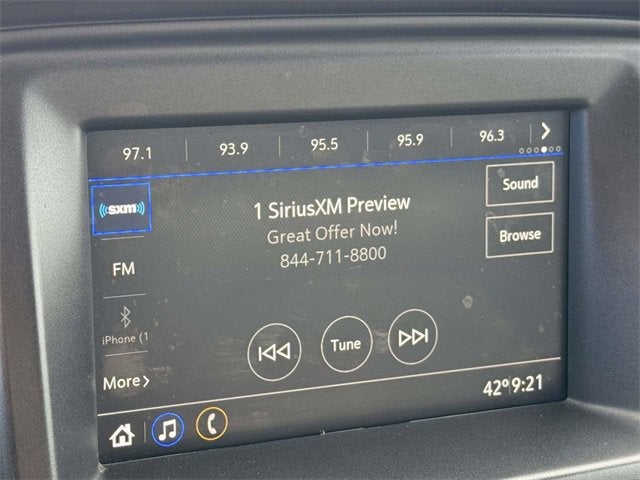 97.1 93.9 95.5 95.9 96.3
((sxm)) Sound
1 SiriusXM Preview
Great Offer Now!
844-711-8800
Browse
FM
iPhone (1
Tune
More
42° 9:21